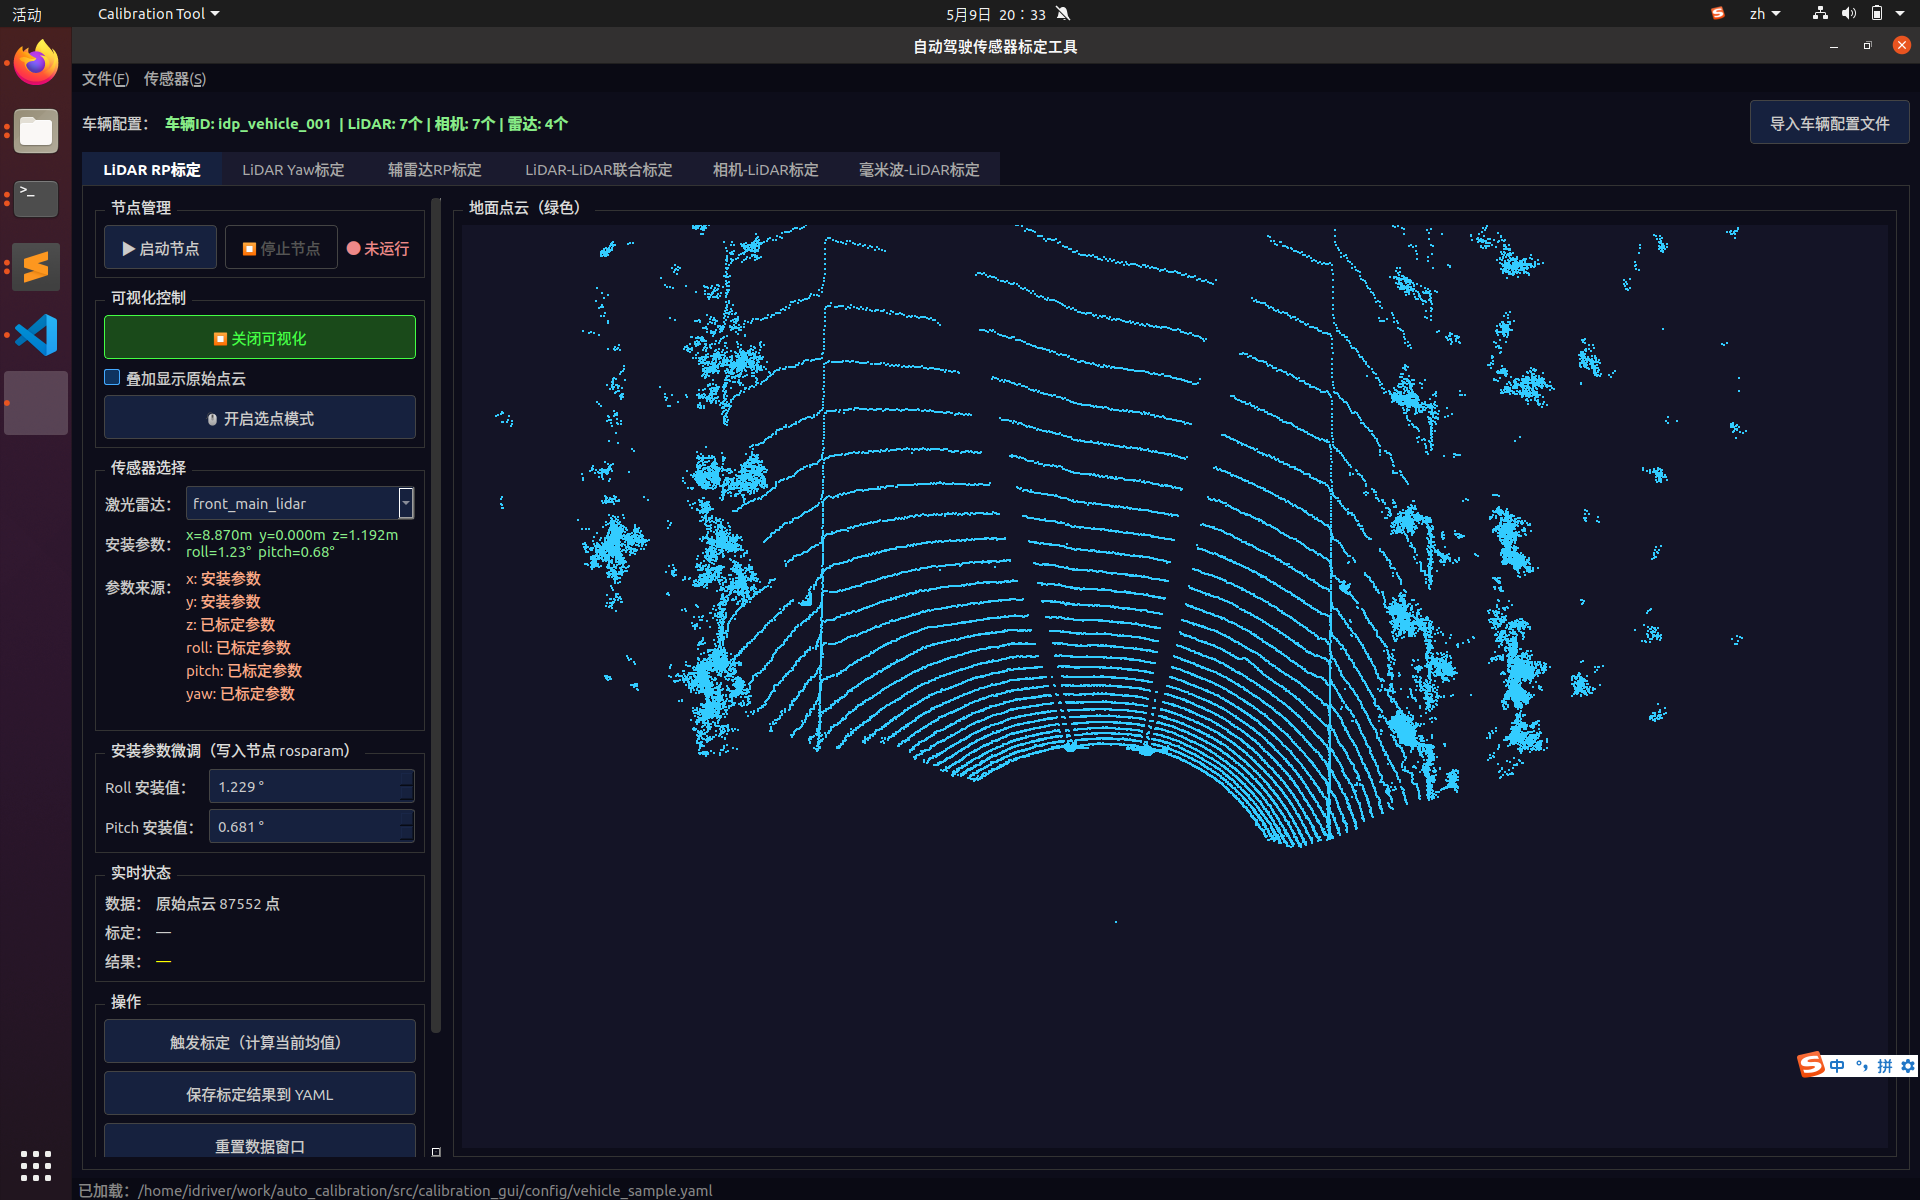 活动
Calibration Tool
5月9日 20：33
zh
自动驾驶传感器标定工具
文件(F) 传感器(S)
车辆配置： 车辆ID: idp_vehicle_001 | LiDAR: 7个 | 相机: 7个 | 雷达: 4个
导入车辆配置文件
LiDAR RP标定 LiDAR Yaw标定 辅雷达RP标定 LiDAR-LiDAR联合标定 相机-LiDAR标定 毫米波-LiDAR标定
节点管理
启动节点 停止节点 未运行
可视化控制
关闭可视化
叠加显示原始点云
开启选点模式
传感器选择
激光雷达： front_main_lidar
安装参数： x=8.870m y=0.000m z=1.192m
roll=1.23° pitch=0.68°
参数来源： x: 安装参数
y: 安装参数
z: 已标定参数
roll: 已标定参数
pitch: 已标定参数
yaw: 已标定参数
安装参数微调（写入节点 rosparam）
Roll 安装值： 1.229 °
Pitch 安装值： 0.681 °
实时状态
数据： 原始点云 87552 点
标定： —
结果： —
操作
触发标定（计算当前均值）
保存标定结果到 YAML
重置数据窗口
地面点云（绿色）
中 °, 拼
已加载：/home/idriver/work/auto_calibration/src/calibration_gui/config/vehicle_sample.yaml